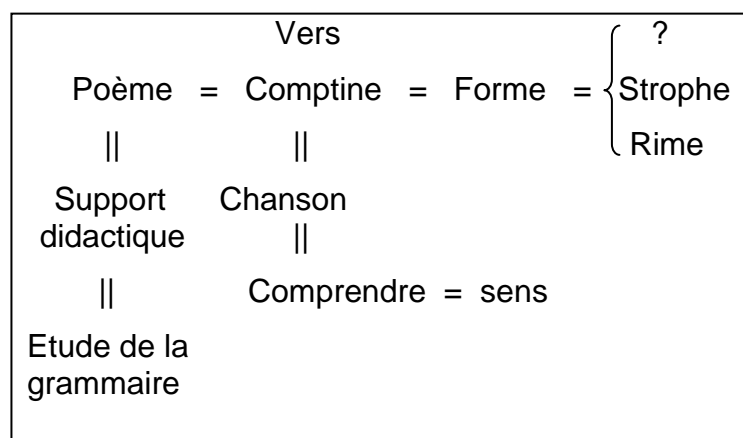 Vers ?
Poème = Comptine = Forme = Strophe
|| || Rime
Support Chanson
didactique ||
|| Comprendre = sens
Etude de la
grammaire